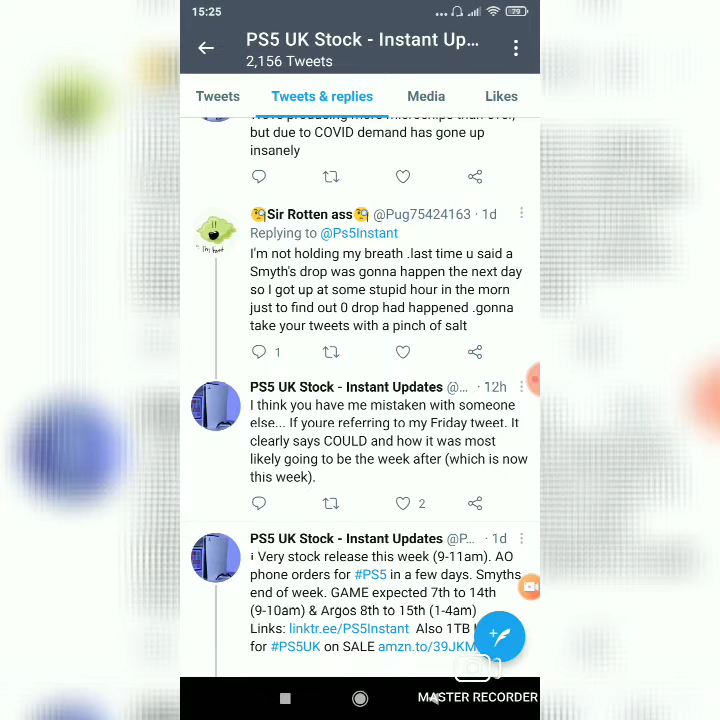 15:25
79
PS5 UK Stock - Instant Up...
2,156 Tweets
Tweets
Tweets & replies
Media
Likes
but due to COVID demand has gone up
insanely
🧐Sir Rotten ass🧐 @Pug75424163 · 1d
Replying to @Ps5Instant
I'm not holding my breath .last time u said a
Smyth's drop was gonna happen the next day
so I got up at some stupid hour in the morn
just to find out 0 drop had happened .gonna
take your tweets with a pinch of salt
1
PS5 UK Stock - Instant Updates @... · 12h
I think you have me mistaken with someone
else... If youre referring to my Friday tweet. It
clearly says COULD and how it was most
likely going to be the week after (which is now
this week).
2
PS5 UK Stock - Instant Updates @P... · 1d
Very stock release this week (9-11am). AO
phone orders for #PS5 in a few days. Smyths
end of week. GAME expected 7th to 14th
(9-10am) & Argos 8th to 15th (1-4am)
Links: linktr.ee/PS5Instant Also 1TB
for #PS5UK on SALE amzn.to/39JKM
MASTER RECORDER